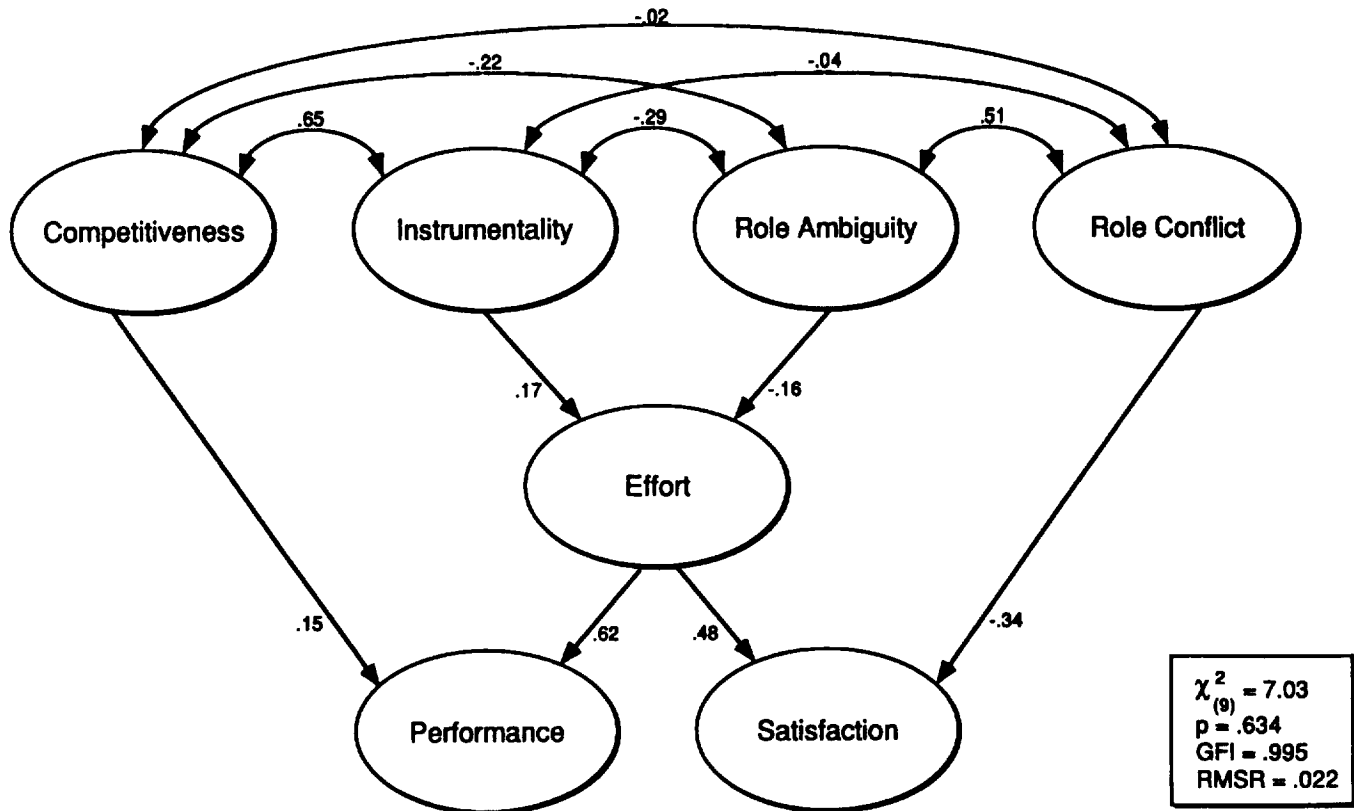 -.02
-.22
-.04
.65
-.29
.51
Competitiveness
Instrumentality
Role Ambiguity
Role Conflict
.17
-.16
Effort
.15
.62
.48
-.34
Performance
Satisfaction
χ²(9) = 7.03
p = .634
GFI = .995
RMSR = .022